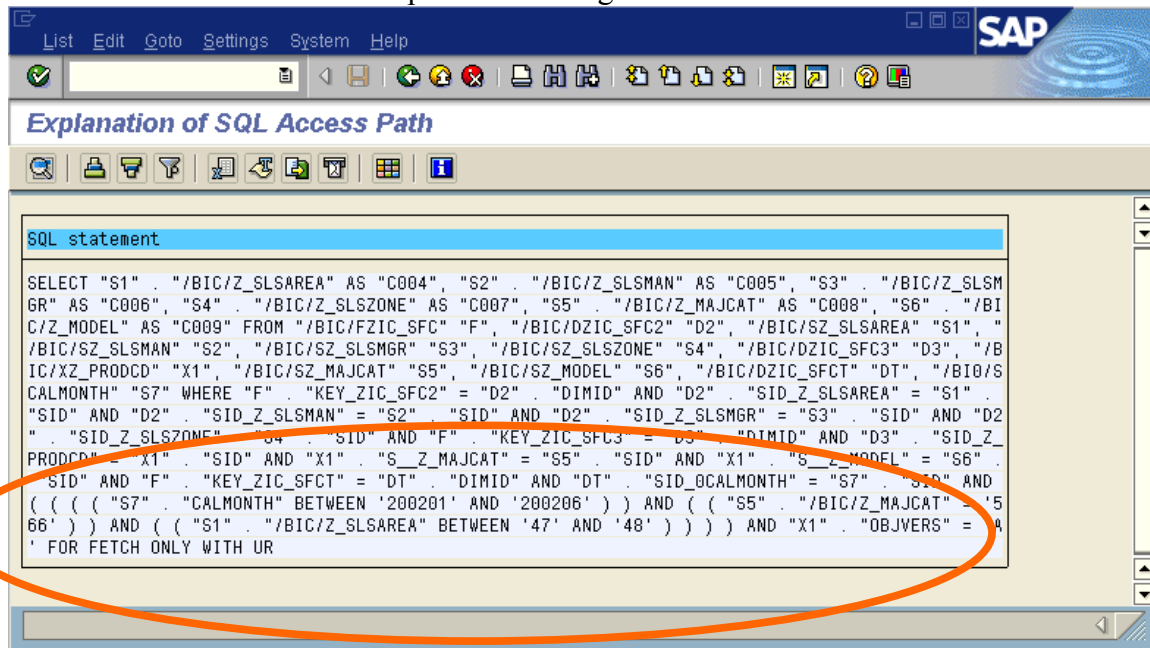 List Edit Goto Settings System Help
SAP
Explanation of SQL Access Path
SQL statement
SELECT "S1" . "/BIC/Z_SLSAREA" AS "C004", "S2" . "/BIC/Z_SLSMAN" AS "C005", "S3" . "/BIC/Z_SLSM
GR" AS "C006", "S4" . "/BIC/Z_SLSZONE" AS "C007", "S5" . "/BIC/Z_MAJCAT" AS "C008", "S6" . "/BI
C/Z_MODEL" AS "C009" FROM "/BIC/FZIC_SFC" "F", "/BIC/DZIC_SFC2" "D2", "/BIC/SZ_SLSAREA" "S1", "
/BIC/SZ_SLSMAN" "S2", "/BIC/SZ_SLSMGR" "S3", "/BIC/SZ_SLSZONE" "S4", "/BIC/DZIC_SFC3" "D3", "/B
IC/XZ_PRODCD" "X1", "/BIC/SZ_MAJCAT" "S5", "/BIC/SZ_MODEL" "S6", "/BIC/DZIC_SFCT" "DT", "/BI0/S
CALMONTH" "S7" WHERE "F" . "KEY_ZIC_SFC2" = "D2" . "DIMID" AND "D2" . "SID_Z_SLSAREA" = "S1" .
"SID" AND "D2" . "SID_Z_SLSMAN" = "S2" . "SID" AND "D2" . "SID_Z_SLSMGR" = "S3" . "SID" AND "D2
" . "SID_Z_SLSZONE" = "S4" . "SID" AND "F" . "KEY_ZIC_SFC3" = "D3" . "DIMID" AND "D3" . "SID_Z_
PRODCD" = "X1" . "SID" AND "X1" . "S__Z_MAJCAT" = "S5" . "SID" AND "X1" . "S__Z_MODEL" = "S6" .
"SID" AND "F" . "KEY_ZIC_SFCT" = "DT" . "DIMID" AND "DT" . "SID_0CALMONTH" = "S7" . "SID" AND
( ( ( ( "S7" . "CALMONTH" BETWEEN '200201' AND '200206' ) ) AND ( ( "S5" . "/BIC/Z_MAJCAT" = '5
66' ) ) AND ( ( "S1" . "/BIC/Z_SLSAREA" BETWEEN '47' AND '48' ) ) ) ) AND "X1" . "OBJVERS" = 'A
' FOR FETCH ONLY WITH UR